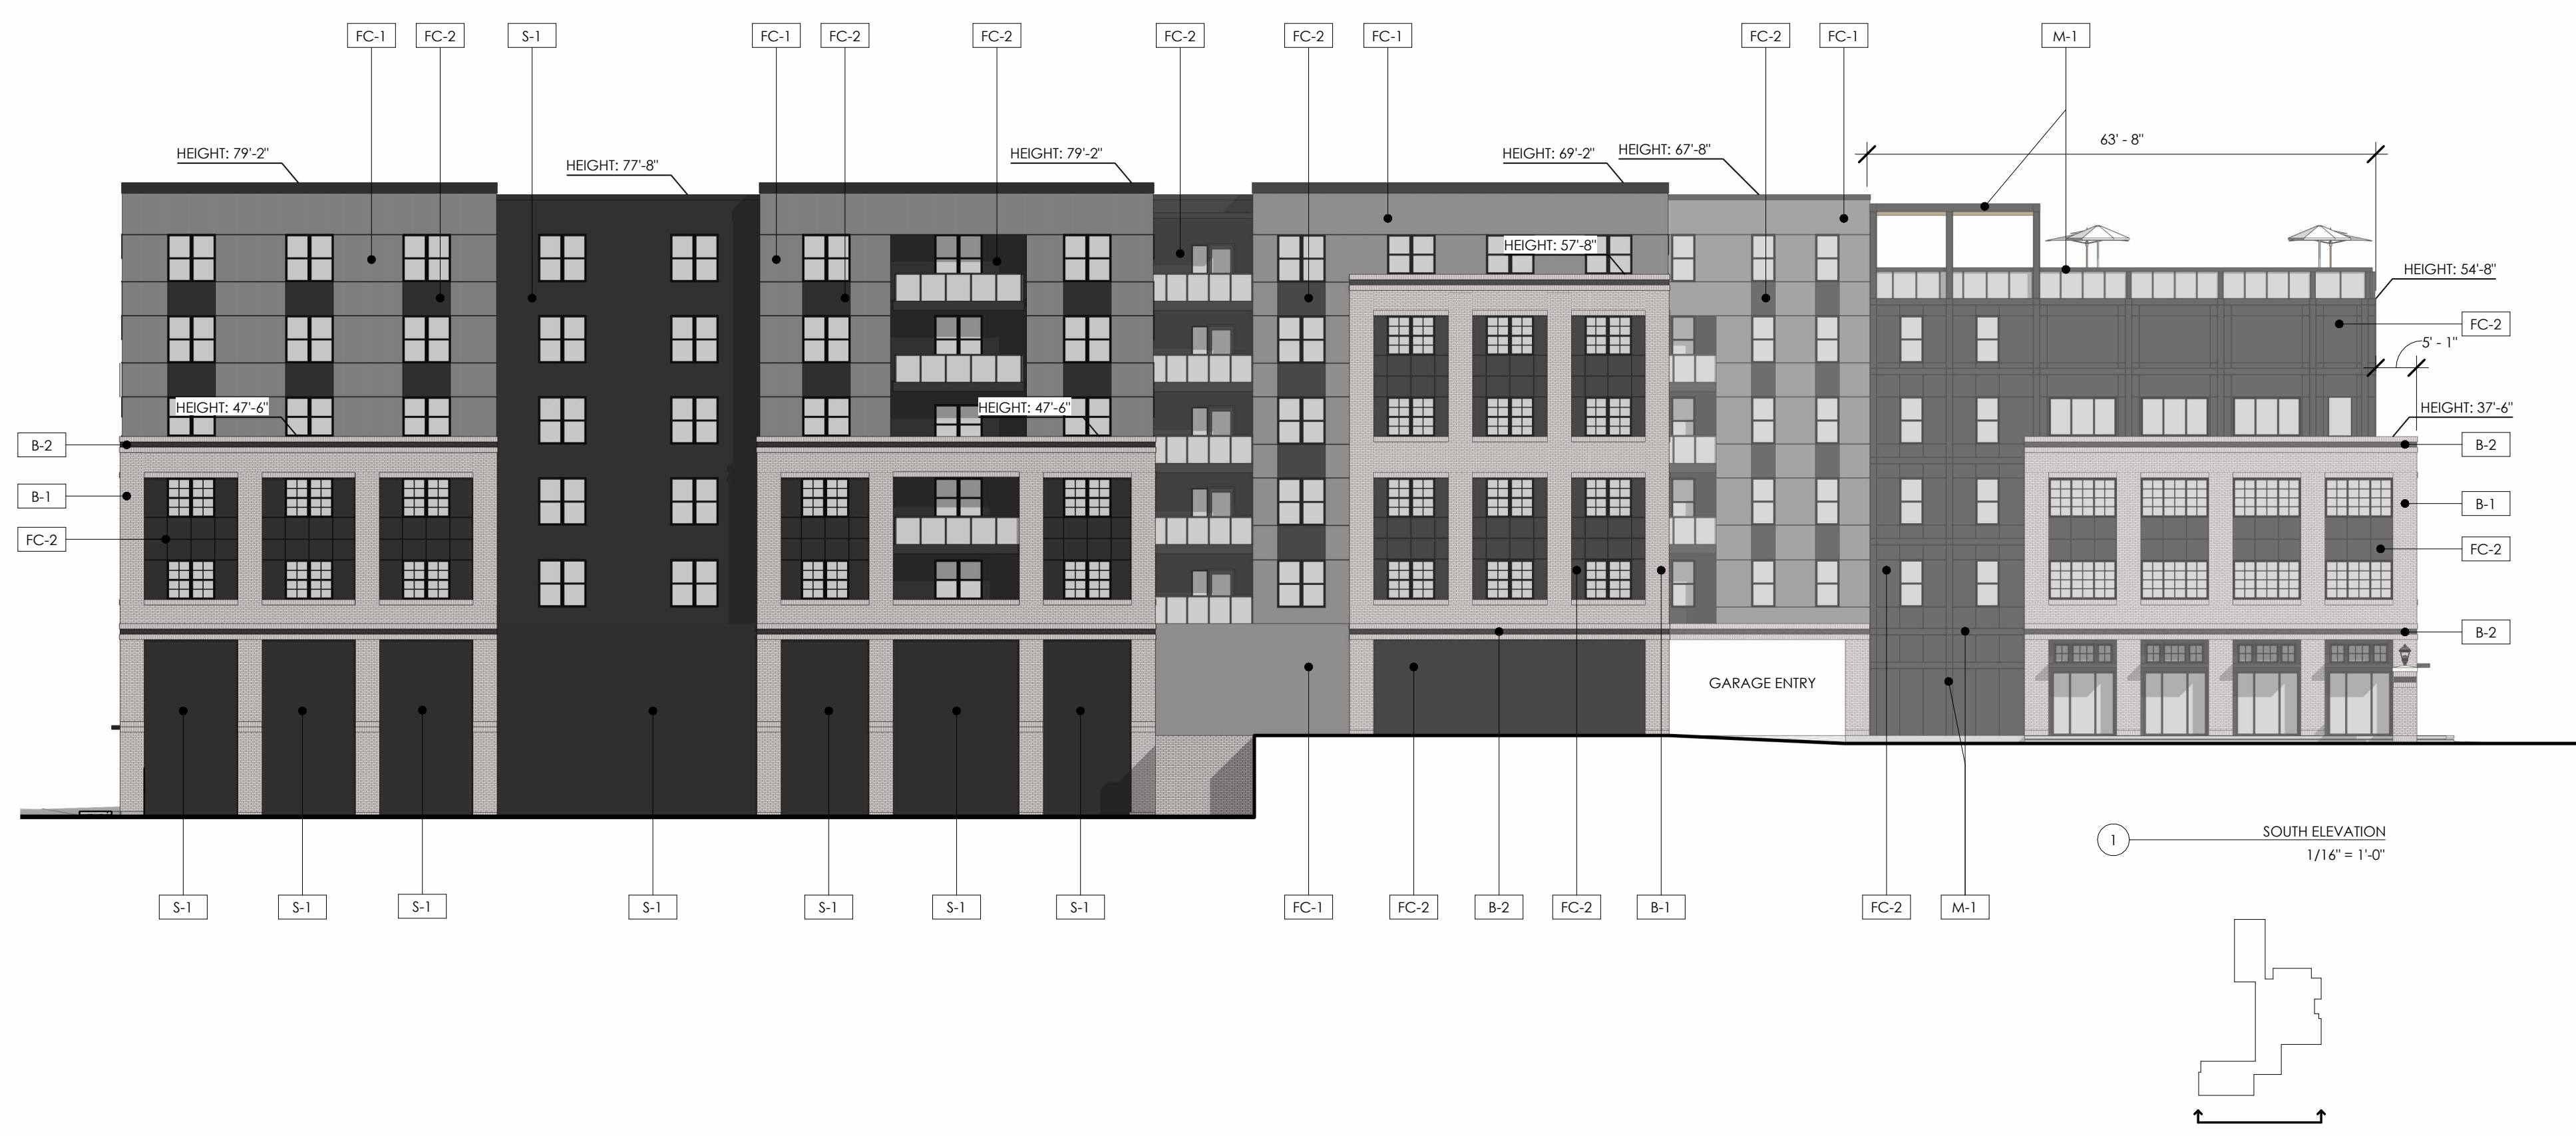 FC-1 FC-2 S-1 FC-1 FC-2 FC-2 FC-2 FC-2 FC-1 FC-2 FC-1 M-1
63' - 8"
HEIGHT: 79'-2" HEIGHT: 77'-8" HEIGHT: 79'-2" HEIGHT: 69'-2" HEIGHT: 67'-8"
HEIGHT: 57'-8"
HEIGHT: 54'-8"
FC-2
5' - 1"
HEIGHT: 47'-6" HEIGHT: 47'-6" HEIGHT: 37'-6"
B-2 B-2
B-1 B-1
FC-2 FC-2
B-2
GARAGE ENTRY
1 SOUTH ELEVATION
1/16" = 1'-0"
S-1 S-1 S-1 S-1 S-1 S-1 S-1 FC-1 FC-2 B-2 FC-2 B-1 FC-2 M-1